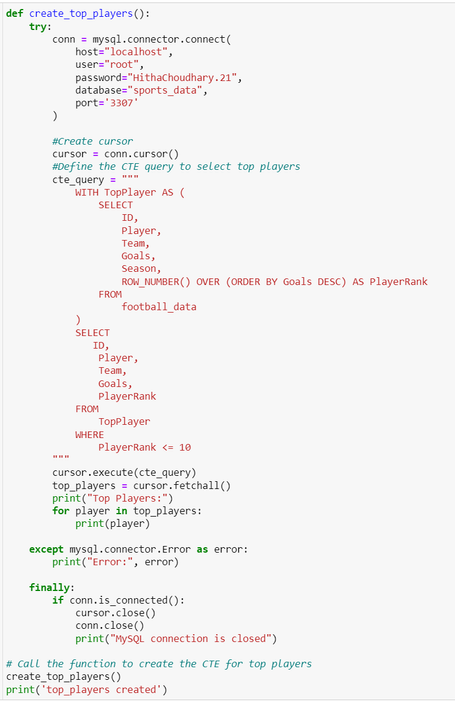 def create_top_players():
    try:
        conn = mysql.connector.connect(
            host="localhost",
            user="root",
            password="HithaChoudhary.21",
            database="sports_data",
            port='3307'
        )

        #Create cursor
        cursor = conn.cursor()
        #Define the CTE query to select top players
        cte_query = """
            WITH TopPlayer AS (
                SELECT
                    ID,
                    Player,
                    Team,
                    Goals,
                    Season,
                    ROW_NUMBER() OVER (ORDER BY Goals DESC) AS PlayerRank
                FROM
                    football_data
            )
            SELECT
               ID,
                Player,
                Team,
                Goals,
                PlayerRank
            FROM
                TopPlayer
            WHERE
                PlayerRank <= 10
        """
        cursor.execute(cte_query)
        top_players = cursor.fetchall()
        print("Top Players:")
        for player in top_players:
            print(player)

    except mysql.connector.Error as error:
        print("Error:", error)

    finally:
        if conn.is_connected():
            cursor.close()
            conn.close()
            print("MySQL connection is closed")

# Call the function to create the CTE for top players
create_top_players()
print('top_players created')